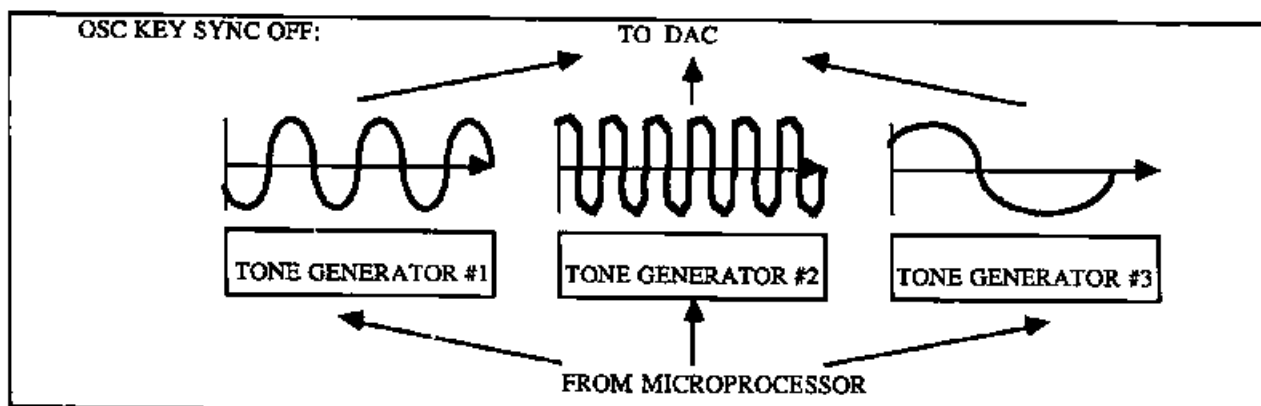 OSC KEY SYNC OFF:
TO DAC
TONE GENERATOR #1
TONE GENERATOR #2
TONE GENERATOR #3
FROM MICROPROCESSOR